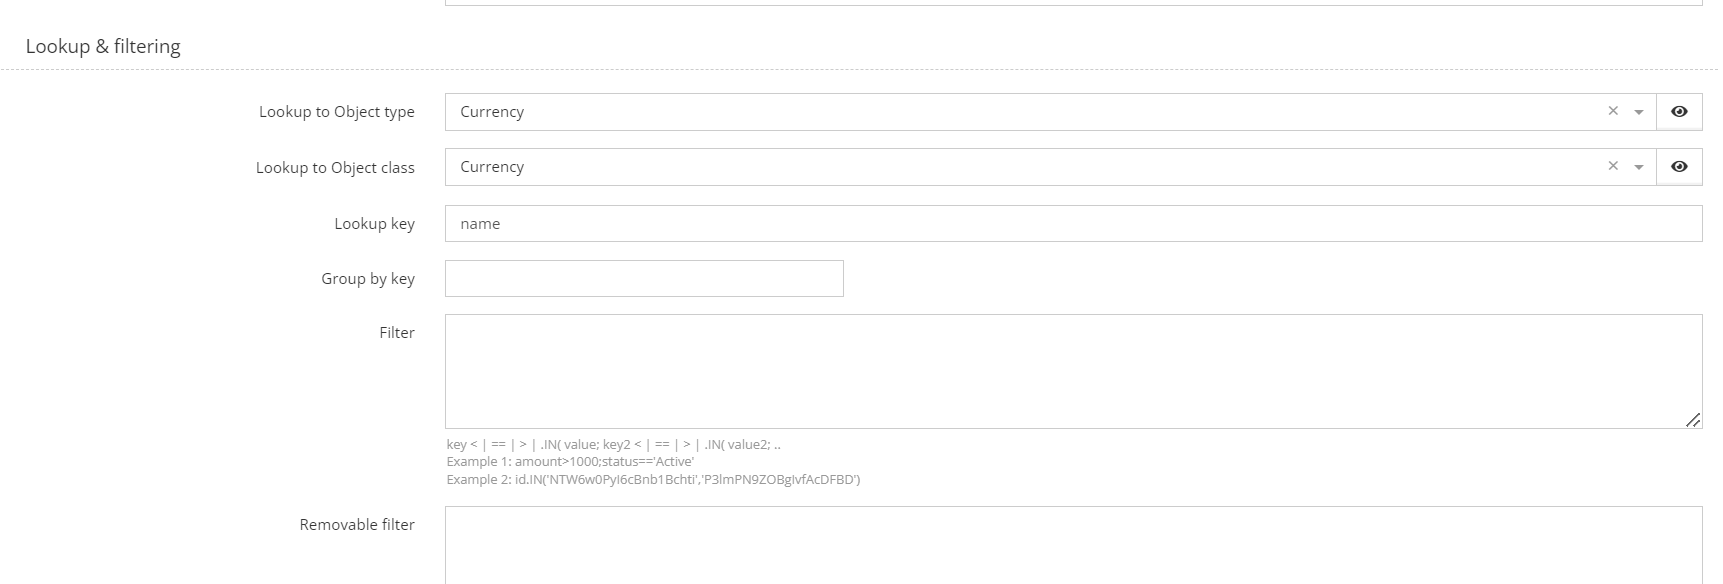 Lookup & filtering
Lookup to Object type
Currency
Lookup to Object class
Currency
Lookup key
name
Group by key
Filter
key < | == | > | .IN( value; key2 < | == | > | .IN( value2; ..
Example 1: amount>1000;status=='Active'
Example 2: id.IN('NTW6w0PyI6cBnb1Bchti','P3lmPN9ZOBgIvfAcDFBD')
Removable filter